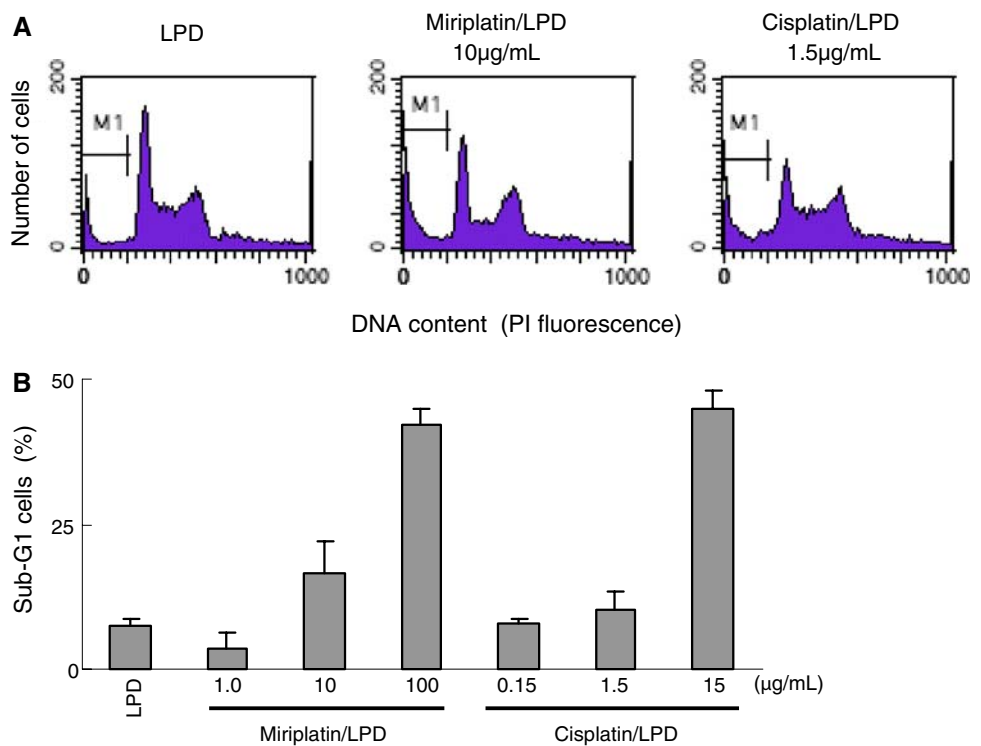 A
LPD
Miriplatin/LPD
10µg/mL
Cisplatin/LPD
1.5µg/mL
Number of cells
200
0
M1
0
1000
200
0
M1
0
1000
200
0
M1
0
1000
DNA content (PI fluorescence)
B
Sub-G1 cells (%)
50
25
0
LPD
1.0
10
100
0.15
1.5
15
(µg/mL)
Miriplatin/LPD
Cisplatin/LPD